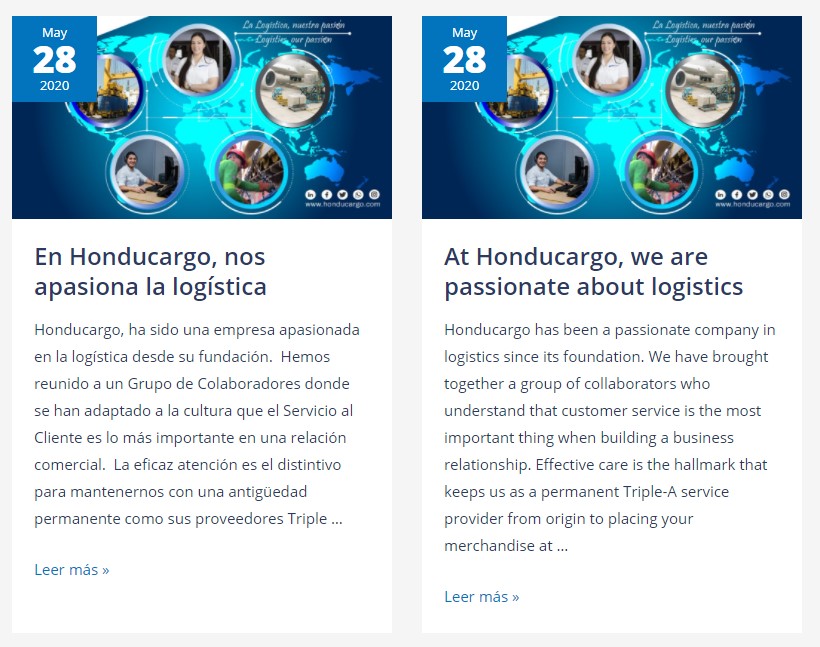 May
28
2020
La Logística, nuestra pasión
Logistics, our passion
www.honducargo.com
En Honducargo, nos
apasiona la logística
Honducargo, ha sido una empresa apasionada
en la logística desde su fundación.  Hemos
reunido a un Grupo de Colaboradores donde
se han adaptado a la cultura que el Servicio al
Cliente es lo más importante en una relación
comercial.  La eficaz atención es el distintivo
para mantenernos con una antigüedad
permanente como sus proveedores Triple ...
Leer más »
May
28
2020
La Logística, nuestra pasión
Logistics, our passion
www.honducargo.com
At Honducargo, we are
passionate about logistics
Honducargo has been a passionate company in
logistics since its foundation. We have brought
together a group of collaborators who
understand that customer service is the most
important thing when building a business
relationship. Effective care is the hallmark that
keeps us as a permanent Triple-A service
provider from origin to placing your
merchandise at ...
Leer más »